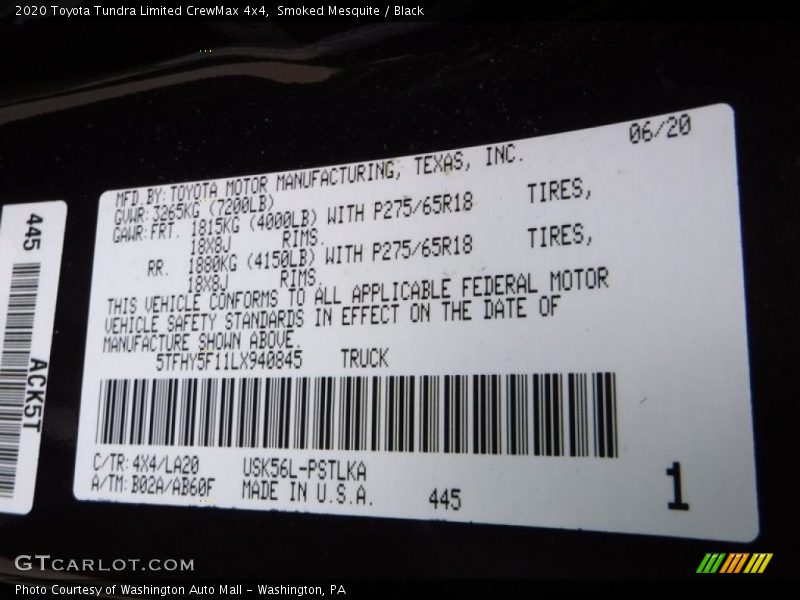 2020 Toyota Tundra Limited CrewMax 4x4, Smoked Mesquite / Black
06/20
MFD.BY: TOYOTA MOTOR MANUFACTURING, TEXAS, INC.
GVWR: 3265KG (7200LB)
GAWR: FRT. 1815KG (4000LB) WITH P275/65R18 TIRES,
18X8J RIMS.
RR. 1880KG (4150LB) WITH P275/65R18 TIRES,
18X8J RIMS.
THIS VEHICLE CONFORMS TO ALL APPLICABLE FEDERAL MOTOR
VEHICLE SAFETY STANDARDS IN EFFECT ON THE DATE OF
MANUFACTURE SHOWN ABOVE.
5TFHY5F11LX940845 TRUCK
C/TR: 4X4/LA20 USK56L-PSTLKA
A/TM: B02A/AB60F MADE IN U.S.A. 445
1
445
ACK5T
GTCARLOT.COM
Photo Courtesy of Washington Auto Mall - Washington, PA